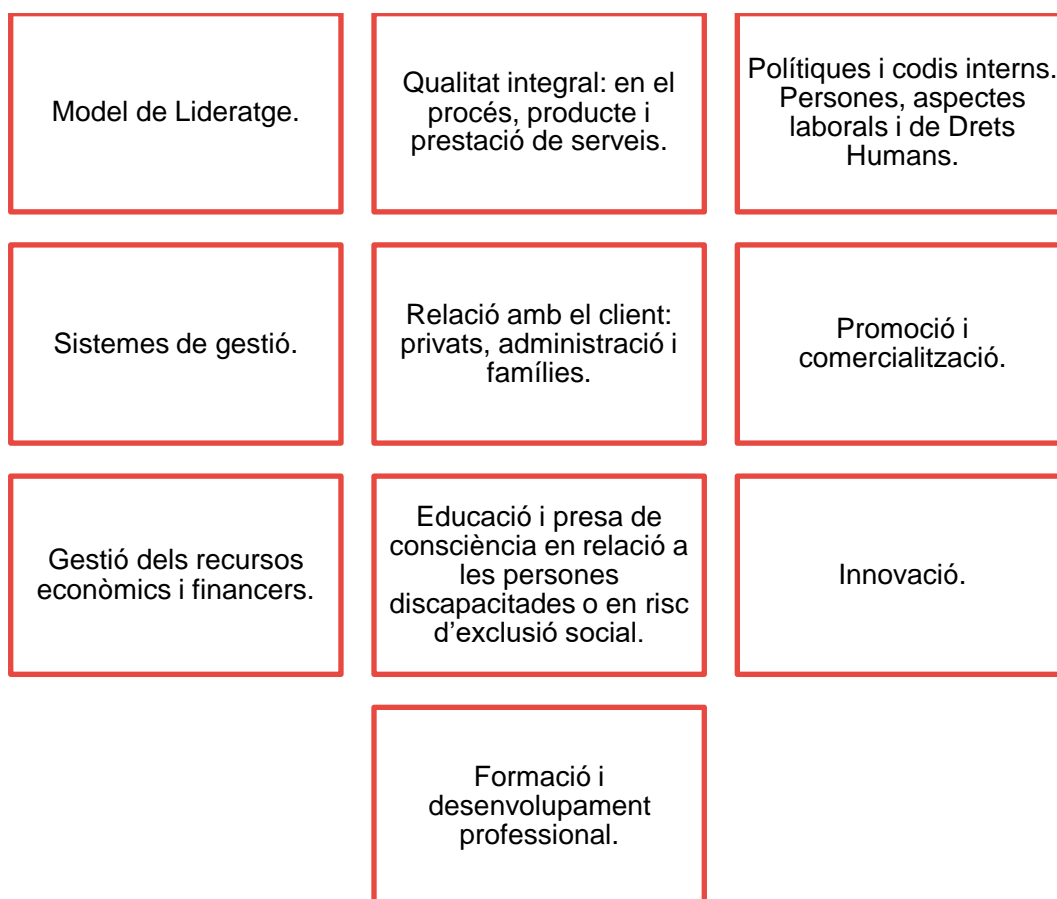 Model de Lideratge.
Qualitat integral: en el
procés, producte i
prestació de serveis.
Polítiques i codis interns.
Persones, aspectes
laborals i de Drets
Humans.
Sistemes de gestió.
Relació amb el client:
privats, administració i
famílies.
Promoció i
comercialització.
Gestió dels recursos
econòmics i financers.
Educació i presa de
consciència en relació a
les persones
discapacitades o en risc
d’exclusió social.
Innovació.
Formació i
desenvolupament
professional.